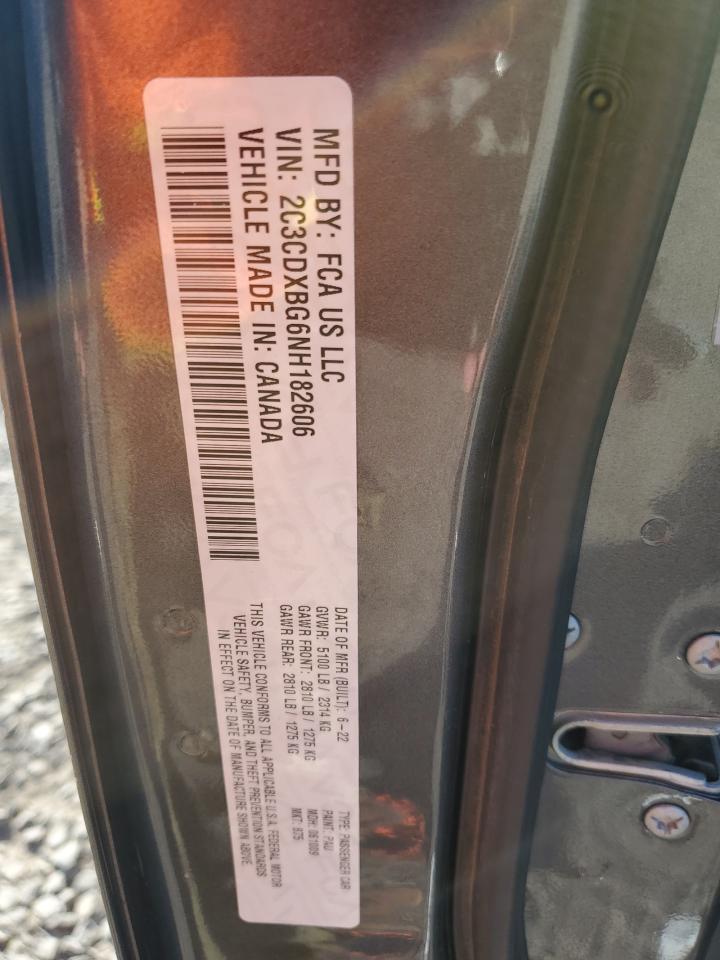 MFD BY: FCA US LLC
VIN: 2C3CDXBG6NH182606
VEHICLE MADE IN: CANADA
DATE OF MFR (BUILT): 6-22
GVWR: 5100 LB / 2314 KG
GAWR FRONT: 2810 LB / 1275 KG
GAWR REAR: 2810 LB / 1275 KG
TYPE: PASSENGER CAR
PAINT: PAU
MDH: 061009
MKT:
THIS VEHICLE CONFORMS TO ALL APPLICABLE U.S.A. FEDERAL MOTOR
VEHICLE SAFETY, BUMPER, AND THEFT PREVENTION STANDARDS
IN EFFECT ON THE DATE OF MANUFACTURE SHOWN ABOVE.